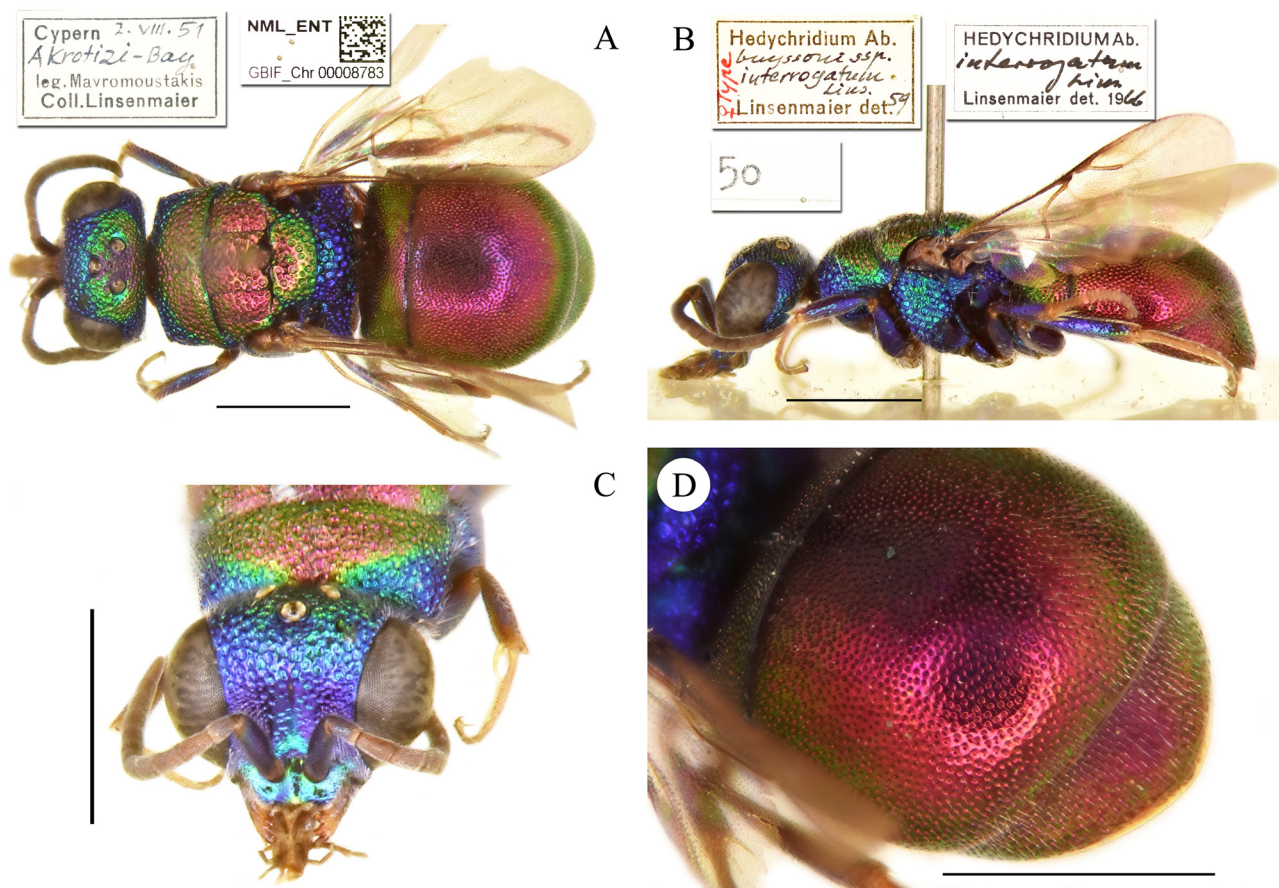 Cypern 2. VIII. 51
Akrotizi-Bay
leg. Mavromoustakis
Coll. Linsenmaier
NML_ENT
GBIF_Chr 00008783
A
B
Hedychridium Ab.
buyssoni ssp.
interrogatum
Lins.
Linsenmaier det. 59
♀Type
HEDYCHRIDIUM Ab.
interrogatum
Linsenmaier det. 1966
50
C
D